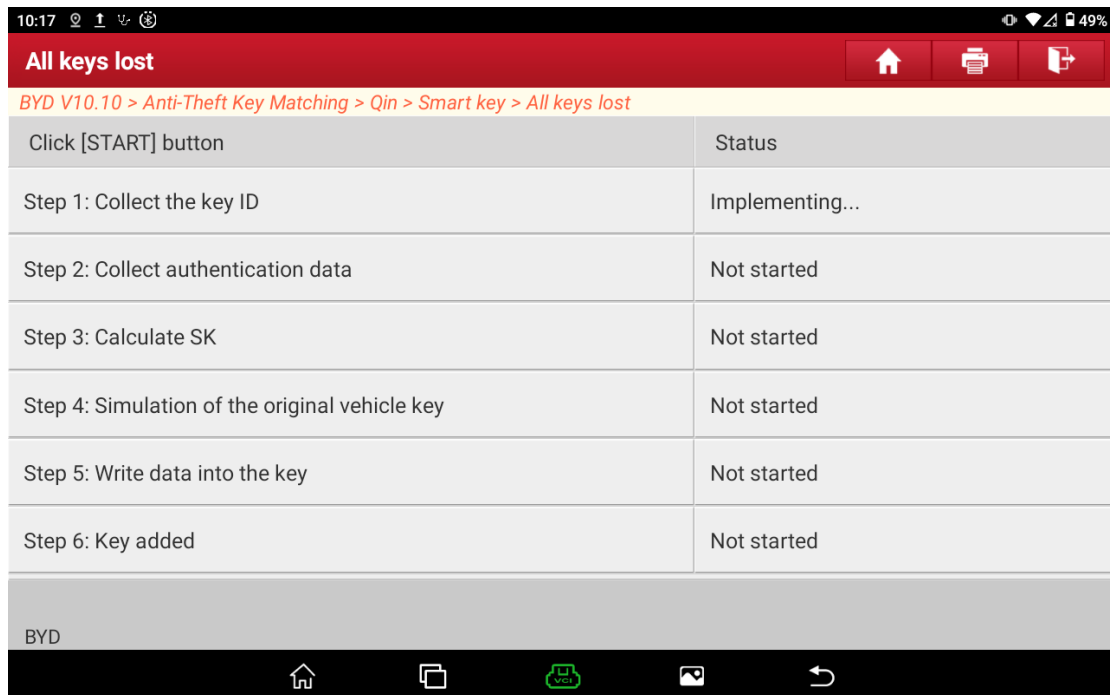 10:17 49%
All keys lost
BYD V10.10 > Anti-Theft Key Matching > Qin > Smart key > All keys lost
Click [START] button Status
Step 1: Collect the key ID Implementing...
Step 2: Collect authentication data Not started
Step 3: Calculate SK Not started
Step 4: Simulation of the original vehicle key Not started
Step 5: Write data into the key Not started
Step 6: Key added Not started
BYD
VCI